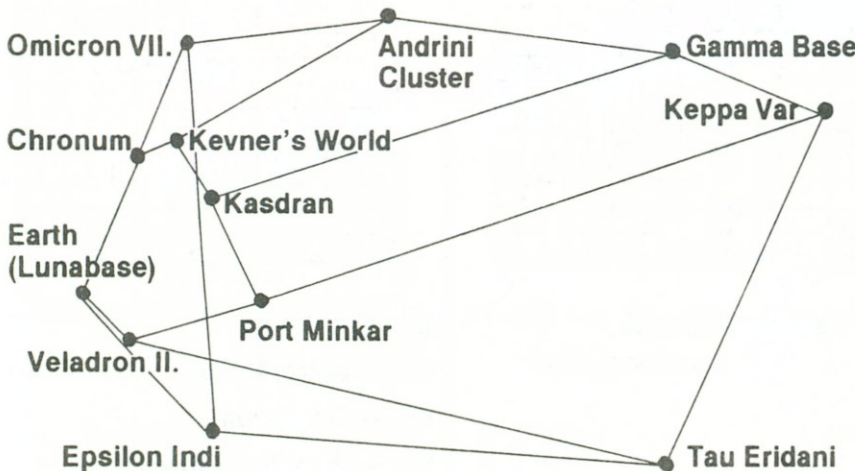 Omicron VII.
Andrini
Cluster
Gamma Base
Keppa Var
Chronum
Kevner's World
Kasdran
Earth
(Lunabase)
Port Minkar
Veladron II.
Epsilon Indi
Tau Eridani